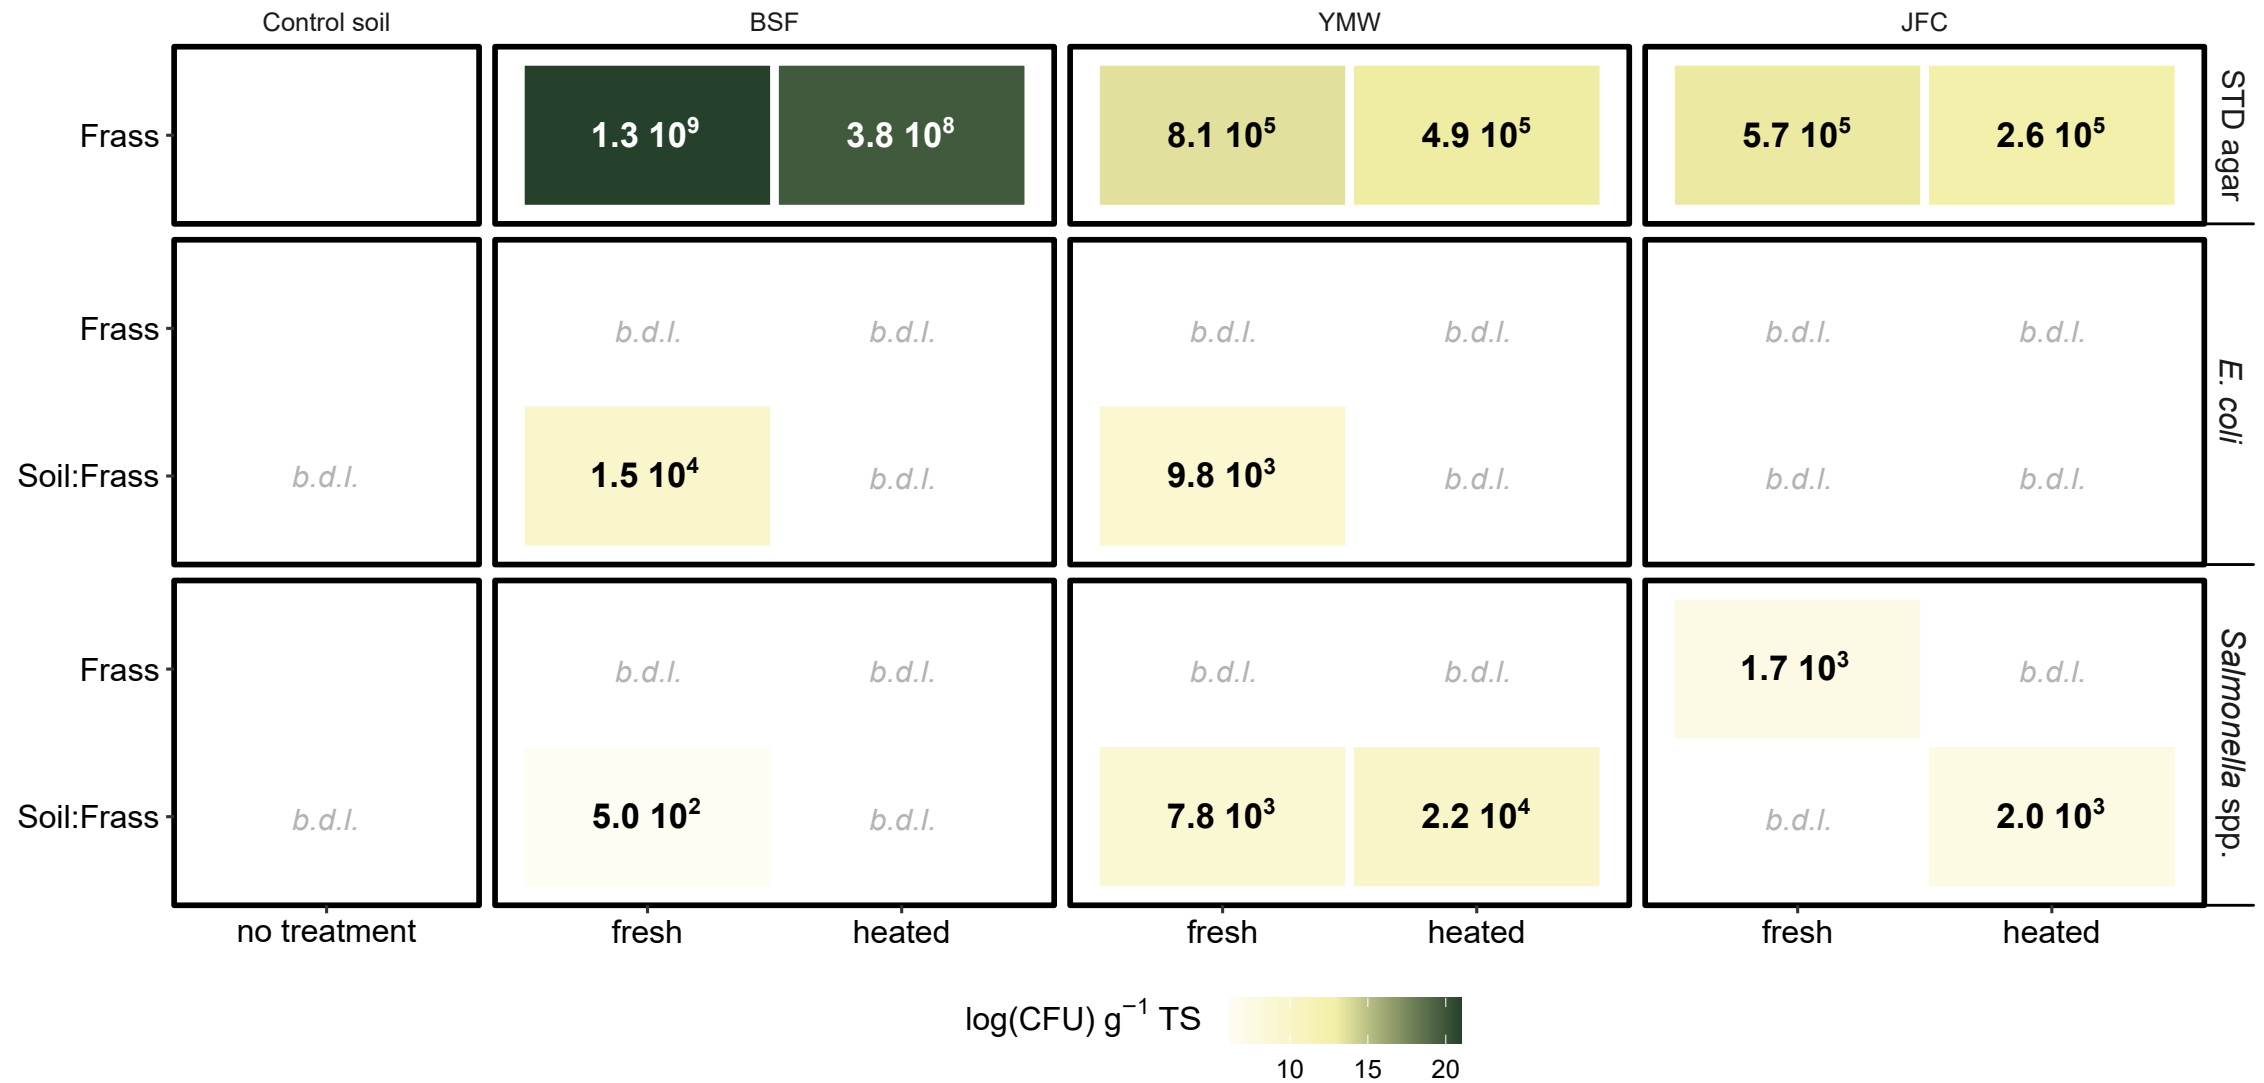 Control soil BSF YMW JFC
Frass 1.3 10⁹ 3.8 10⁸ 8.1 10⁵ 4.9 10⁵ 5.7 10⁵ 2.6 10⁵ STD agar
Frass b.d.l. b.d.l. b.d.l. b.d.l. b.d.l. b.d.l.
E. coli
Soil:Frass b.d.l. 1.5 10⁴ b.d.l. 9.8 10³ b.d.l. b.d.l. b.d.l.
Frass b.d.l. b.d.l. b.d.l. b.d.l. 1.7 10³ b.d.l.
Salmonella spp.
Soil:Frass b.d.l. 5.0 10² b.d.l. 7.8 10³ 2.2 10⁴ b.d.l. 2.0 10³
no treatment fresh heated fresh heated fresh heated
log(CFU) g⁻¹ TS
10 15 20